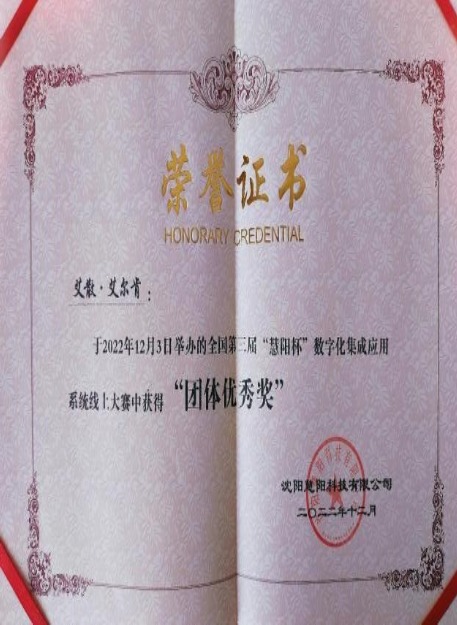 荣誉证书
HONORARY CREDENTIAL
艾散·艾尔肯：
于2022年12月3日举办的全国第三届“慧阳杯”数字化集成应用
系统线上大赛中获得“团体优秀奖”
沈阳慧阳科技有限公司
二〇二二年十二月